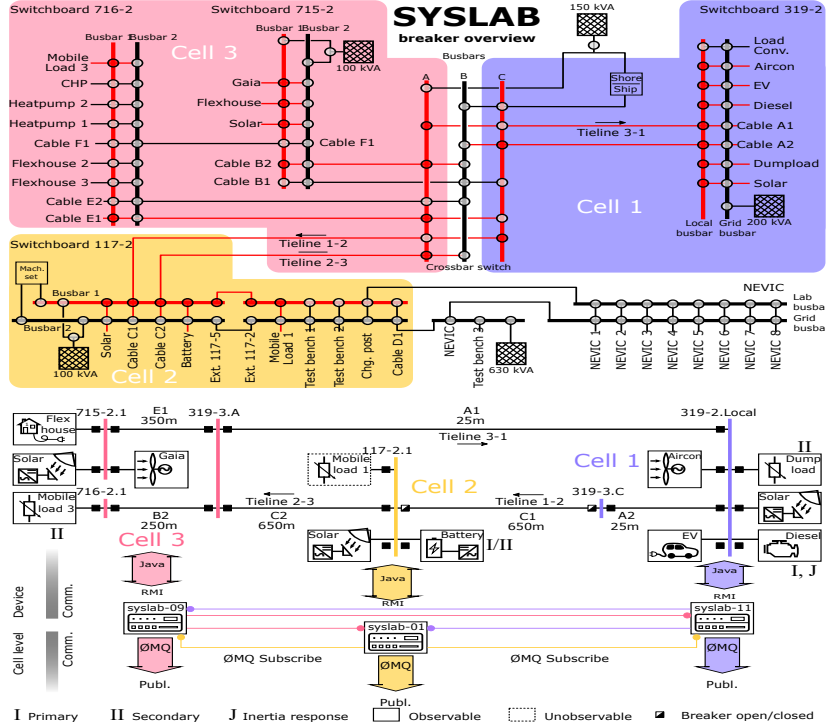 Switchboard 716-2
Switchboard 715-2
SYSLAB
breaker overview
150 kVA
Switchboard 319-2
Busbar 1
Busbar 2
Cell 3
Busbar 1
Busbar 2
100 kVA
Busbars
A
B
C
Shore
Ship
Mobile
Load 3
CHP
Heatpump 2
Heatpump 1
Cable F1
Flexhouse 2
Flexhouse 3
Cable E2
Cable E1
Gaia
Flexhouse
Solar
Cable F1
Cable B2
Cable B1
Tieline 3-1
Load
Conv.
Aircon
EV
Diesel
Cable A1
Cable A2
Dumpload
Solar
200 kVA
Cell 1
Local
busbar
Grid
busbar
Switchboard 117-2
Tieline 1-2
Tieline 2-3
Crossbar switch
Mach.
set
Busbar 1
Busbar 2
100 kVA
Solar
Cable C1
Cable C2
Battery
Ext. 117-5
Ext. 117-2
Mobile
Load 1
Test bench 1
Test bench 2
Chg. post
Cable D1
Cell 2
NEVIC
Test bench 3
630 kVA
NEVIC
Lab
busba
Grid
busba
NEVIC 1
NEVIC 2
NEVIC 3
NEVIC 4
NEVIC 5
NEVIC 6
NEVIC 7
NEVIC 8
Flex
house
715-2.1
E1
350m
319-3.A
A1
25m
Tieline 3-1
319-2.Local
Solar
Gaia
Mobile
load 1
117-2.1
Cell 2
Cell 1
Aircon
II
Dump
load
Mobile
load 3
716-2.1
B2
250m
Tieline 2-3
C2
650m
Tieline 1-2
C1
650m
319-3.C
A2
25m
Solar
II
Cell 3
Solar
Battery
I/II
EV
Diesel
I, J
Java
RMI
Java
RMI
Java
RMI
Device
Comm.
Cell level
Comm.
syslab-09
syslab-01
syslab-11
ØMQ
Publ.
ØMQ Subscribe
ØMQ
Publ.
ØMQ Subscribe
ØMQ
Publ.
I Primary
II Secondary
J Inertia response
Observable
Unobservable
Breaker open/closed